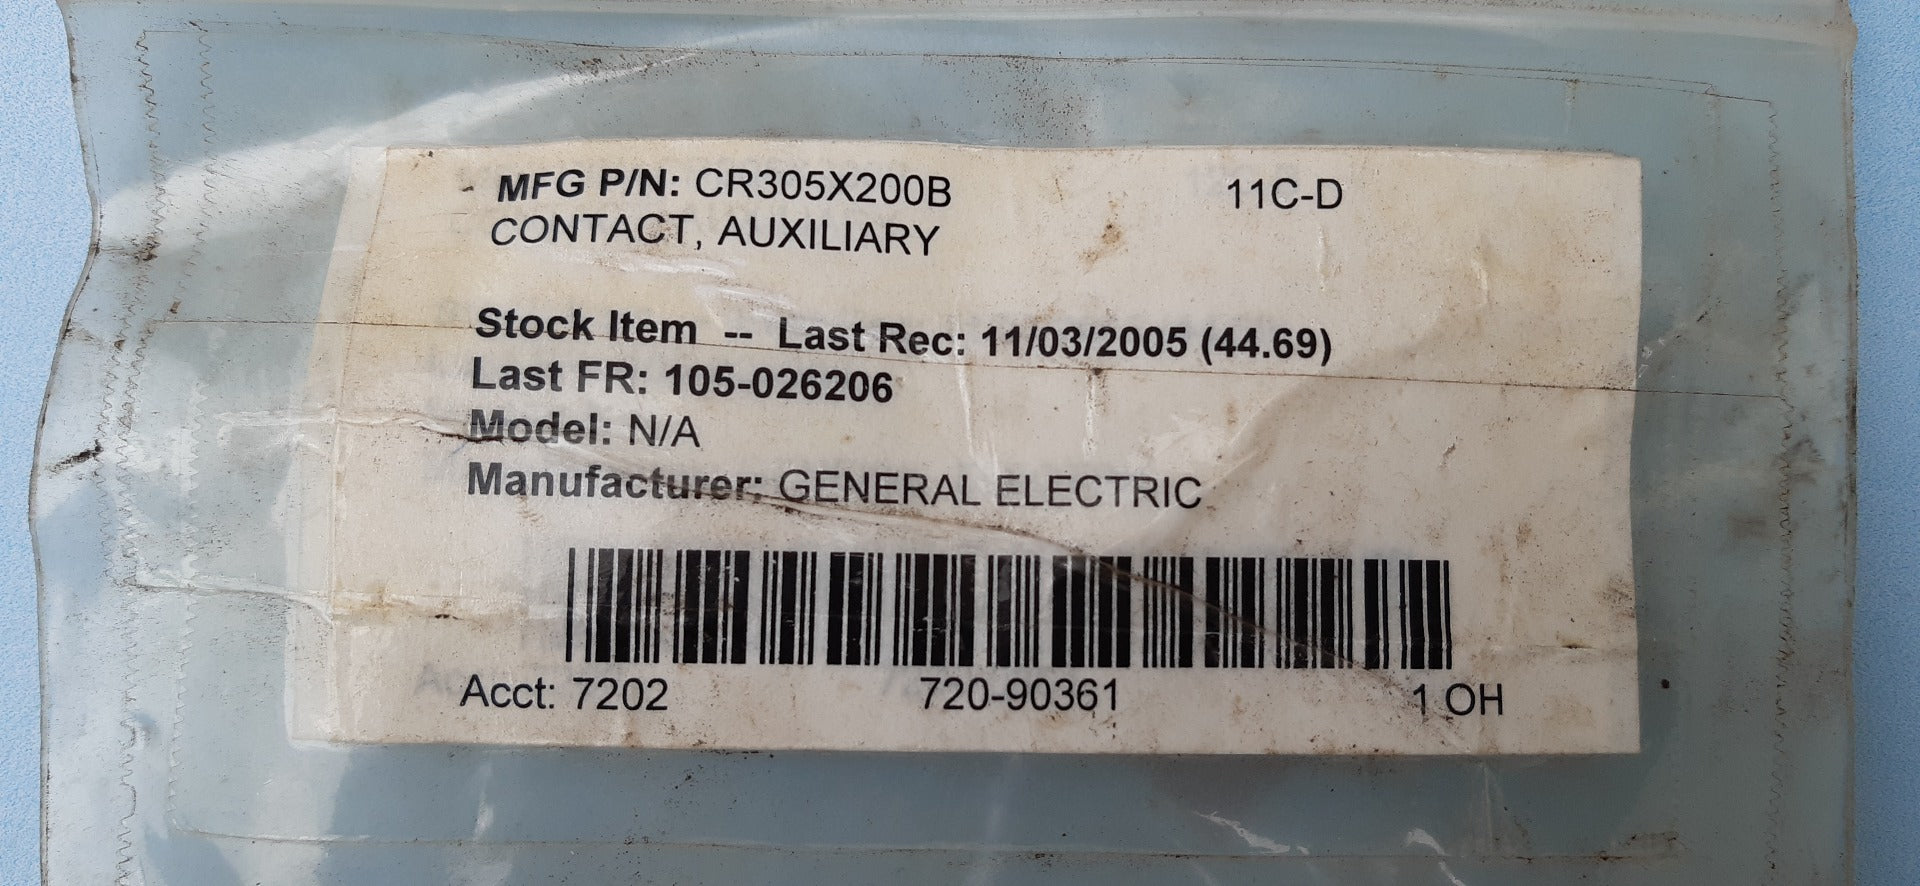 MFG P/N: CR305X200B 11C-D
CONTACT, AUXILIARY
Stock Item -- Last Rec: 11/03/2005 (44.69)
Last FR: 105-026206
Model: N/A
Manufacturer: GENERAL ELECTRIC
Acct: 7202 720-90361 1 OH